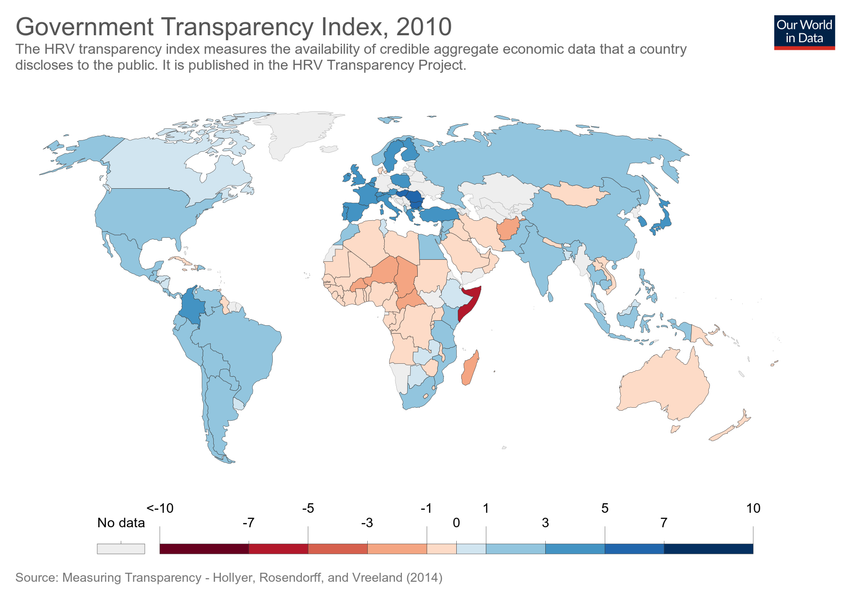 Government Transparency Index, 2010
Our World
in Data
The HRV transparency index measures the availability of credible aggregate economic data that a country
discloses to the public. It is published in the HRV Transparency Project.
<-10 -5 -1 1 5 10
No data -7 -3 0 3 7
Source: Measuring Transparency - Hollyer, Rosendorff, and Vreeland (2014)